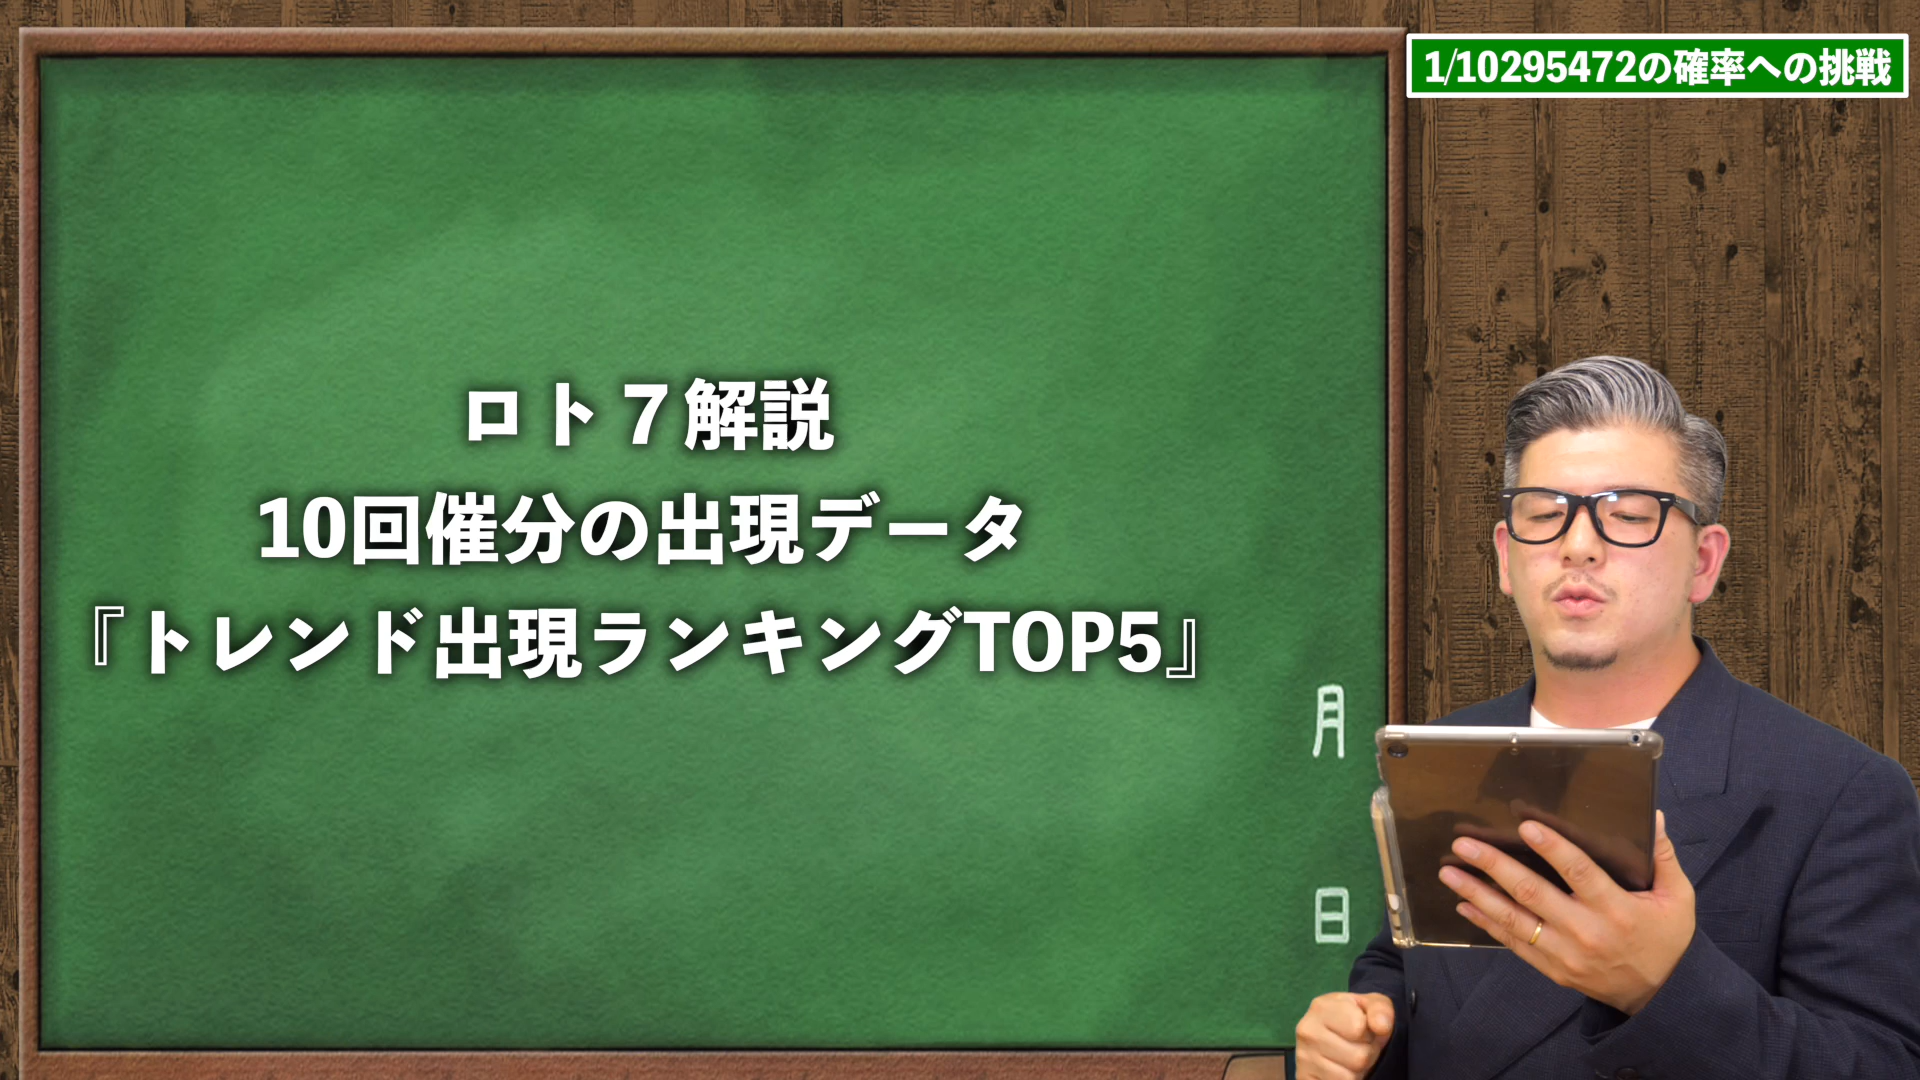 1/10295472の確率への挑戦
ロト７解説
10回催分の出現データ
『トレンド出現ランキングTOP5』
月
日